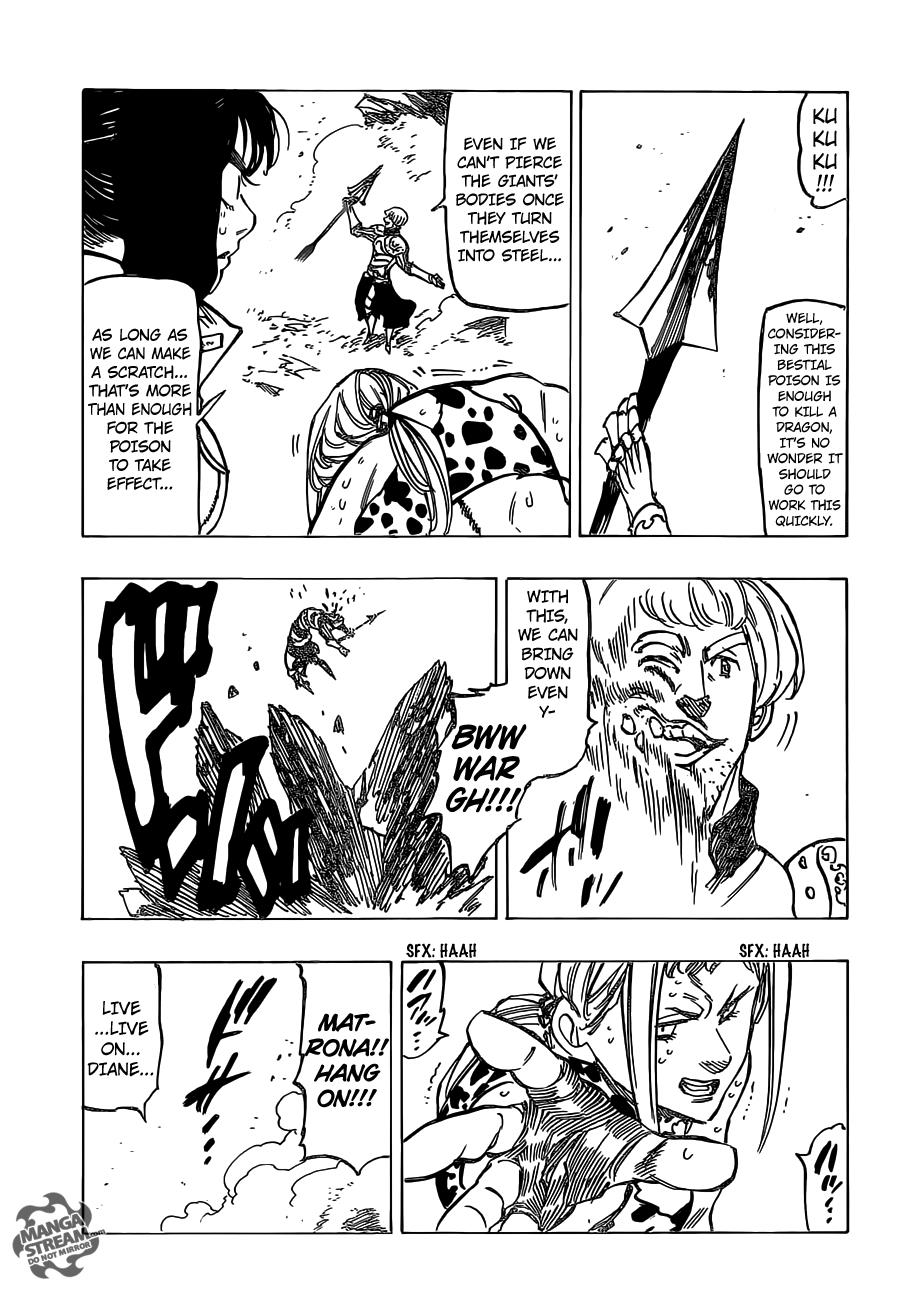 KU
KU
KU
!!!
WELL,
CONSIDER-
ING THIS
BESTIAL
POISON IS
ENOUGH
TO KILL A
DRAGON,
IT'S NO
WONDER IT
SHOULD
GO TO
WORK THIS
QUICKLY.
EVEN IF WE
CAN'T PIERCE
THE GIANTS'
BODIES ONCE
THEY TURN
THEMSELVES
INTO STEEL...
AS LONG AS
WE CAN MAKE
A SCRATCH...
THAT'S MORE
THAN ENOUGH
FOR THE
POISON
TO TAKE
EFFECT...
WITH
THIS,
WE CAN
BRING
DOWN
EVEN
Y-
BWW
WAR
GH!!!
SFX: HAAH
SFX: HAAH
MAT-
RONA!!
HANG
ON!!!
ドド...
LIVE
...LIVE
ON...
DIANE...
MANGA
STREAM.com
DO NOT MIRROR